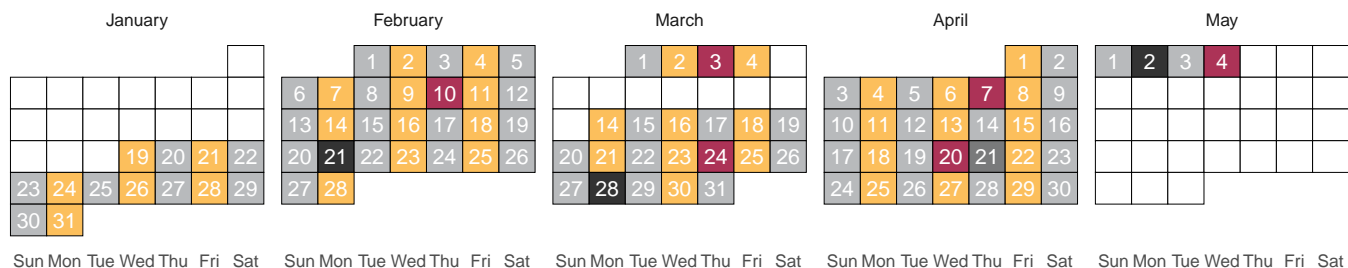 January February March April May
1 2 3 4 5 1 2 3 4 1 2 1 2 3 4
6 7 8 9 10 11 12 3 4 5 6 7 8 9
13 14 15 16 17 18 19 14 15 16 17 18 19 10 11 12 13 14 15 16
19 20 21 22 20 21 22 23 24 25 26 20 21 22 23 24 25 26 17 18 19 20 21 22 23
23 24 25 26 27 28 29 27 28 27 28 29 30 31 24 25 26 27 28 29 30
30 31
Sun Mon Tue Wed Thu Fri Sat Sun Mon Tue Wed Thu Fri Sat Sun Mon Tue Wed Thu Fri Sat Sun Mon Tue Wed Thu Fri Sat Sun Mon Tue Wed Thu Fri Sat